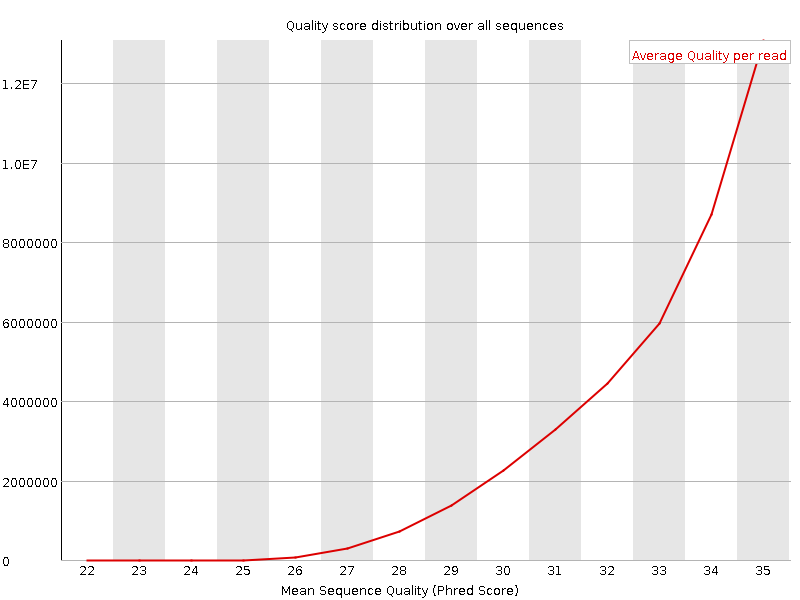 Quality score distribution over all sequences
Average Quality per read
1.2E7
1.0E7
8000000
6000000
4000000
2000000
0
22 23 24 25 26 27 28 29 30 31 32 33 34 35
Mean Sequence Quality (Phred Score)